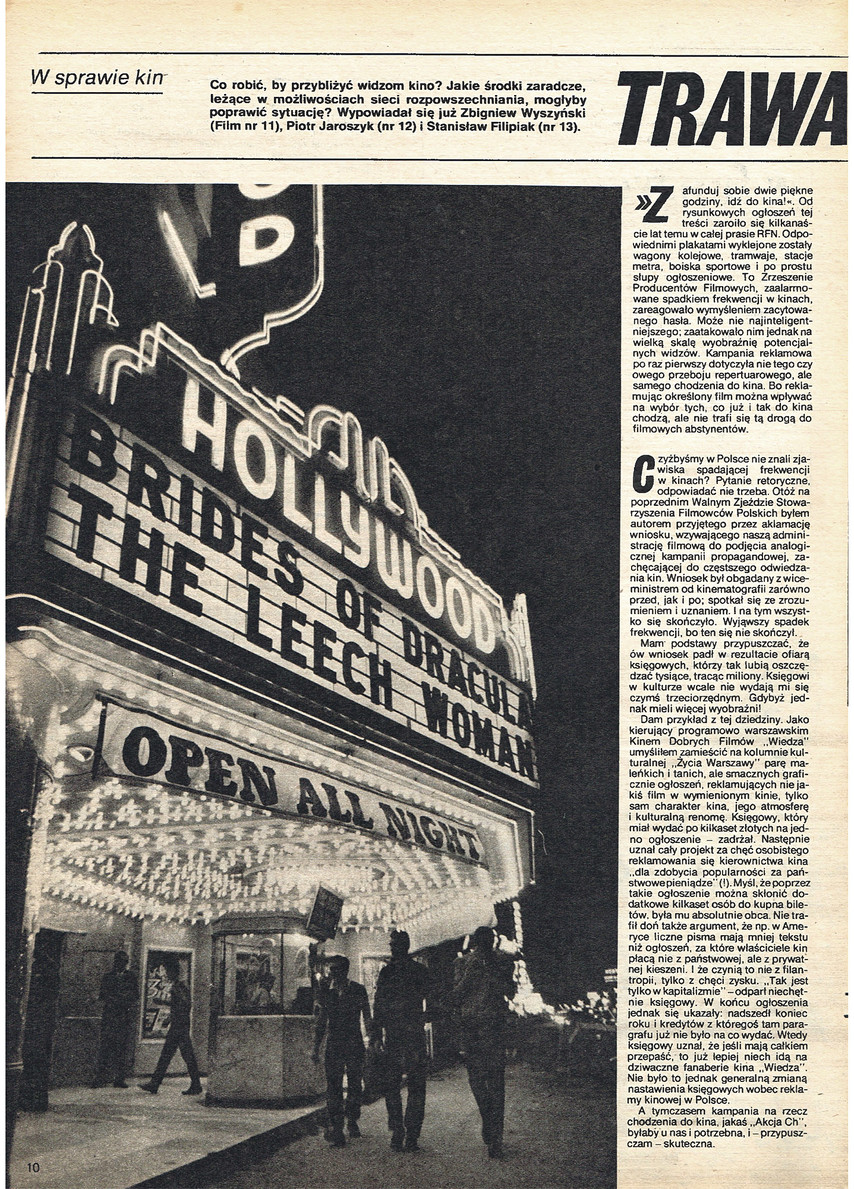 W sprawie kin
Co robić, by przybliżyć widzom kino? Jakie środki zaradcze,
leżące w możliwościach sieci rozpowszechniania, mogłyby
poprawić sytuację? Wypowiadał się już Zbigniew Wyszyński
(Film nr 11), Piotr Jaroszyk (nr 12) i Stanisław Filipiak (nr 13).
TRAWA
O
D
HOLLYWOOD
BRIDES OF DRACULA
THE LEECH WOMAN
OPEN ALL NIGHT
»Zafunduj sobie dwie piękne
godziny, idź do kina!«. Od
rysunkowych ogłoszeń tej
treści zaroiło się kilkanaś-
cie lat temu w całej prasie RFN. Odpo-
wiednimi plakatami wyklejone zostały
wagony kolejowe, tramwaje, stacje
metra, boiska sportowe i po prostu
słupy ogłoszeniowe. To Zrzeszenie
Producentów Filmowych, zaalarmo-
wane spadkiem frekwencji w kinach,
zareagowało wymyśleniem zacytowa-
nego hasła. Może nie najinteligent-
niejszego; zaatakowało nim jednak na
wielką skalę wyobraźnię potencjal-
nych widzów. Kampania reklamowa
po raz pierwszy dotyczyła nie tego czy
owego przeboju repertuarowego, ale
samego chodzenia do kina. Bo rekla-
mując określony film można wpływać
na wybór tych, co już i tak do kina
chodzą, ale nie trafi się tą drogą do
filmowych abstynentów.
Czyżbyśmy w Polsce nie znali zja-
wiska spadającej frekwencji
w kinach? Pytanie retoryczne,
odpowiadać nie trzeba. Otóż na
poprzednim Walnym Zjeździe Stowa-
rzyszenia Filmowców Polskich byłem
autorem przyjętego przez aklamację
wniosku, wzywającego naszą admini-
strację filmową do podjęcia analogi-
cznej kampanii propagandowej, za-
chęcającej do częstszego odwiedza-
nia kin. Wniosek był obgadany z wice-
ministrem od kinematografii zarówno
przed, jak i po; spotkał się ze zrozu-
mieniem i uznaniem. I na tym wszyst-
ko się skończyło. Wyjąwszy spadek
frekwencji, bo ten się nie skończył.
Mam podstawy przypuszczać, że
ów wniosek padł w rezultacie ofiarą
księgowych, którzy tak lubią oszczę-
dzać tysiące, tracąc miliony. Księgowi
w kulturze wcale nie wydają mi się
czymś trzeciorzędnym. Gdybyż jed-
nak mieli więcej wyobraźni!
Dam przykład z tej dziedziny. Jako
kierujący programowo warszawskim
Kinem Dobrych Filmów „Wiedza”
umyśliłem zamieścić na kolumnie kul-
turalnej „Życia Warszawy” parę ma-
leńkich i tanich, ale smacznych grafi-
cznie ogłoszeń, reklamujących nie ja-
kiś film w wymienionym kinie, tylko
sam charakter kina, jego atmosferę
i kulturalną renomę. Księgowy, który
miał wydać po kilkaset złotych na jed-
no ogłoszenie – zadrżał. Następnie
uznał cały projekt za chęć osobistego
reklamowania się kierownictwa kina
„dla zdobycia popularności za pań-
stwowe pieniądze” (!). Myśl, że poprzez
takie ogłoszenie można skłonić do-
datkowe kilkaset osób do kupna bile-
tów, była mu absolutnie obca. Nie tra-
fił doń także argument, że np. w Ame-
ryce liczne pisma mają mniej tekstu
niż ogłoszeń, za które właściciele kin
płacą nie z państwowej, ale z prywat-
nej kieszeni. I że czynią to nie z filan-
tropii, tylko z chęci zysku. „Tak jest
tylko w kapitalizmie” – odparł niechęt-
nie księgowy. W końcu ogłoszenia
jednak się ukazały: nadszedł koniec
roku i kredytów z któregoś tam para-
grafu już nie było na co wydać. Wtedy
księgowy uznał, że jeśli mają całkiem
przepaść, to już lepiej niech idą na
dziwaczne fanaberie kina „Wiedza”.
Nie było to jednak generalną zmianą
nastawienia księgowych wobec rekla-
my kinowej w Polsce.
A tymczasem kampania na rzecz
chodzenia do kina, jakaś „Akcja Ch”,
byłaby u nas i potrzebna, i – przypusz-
czam – skuteczna.
10